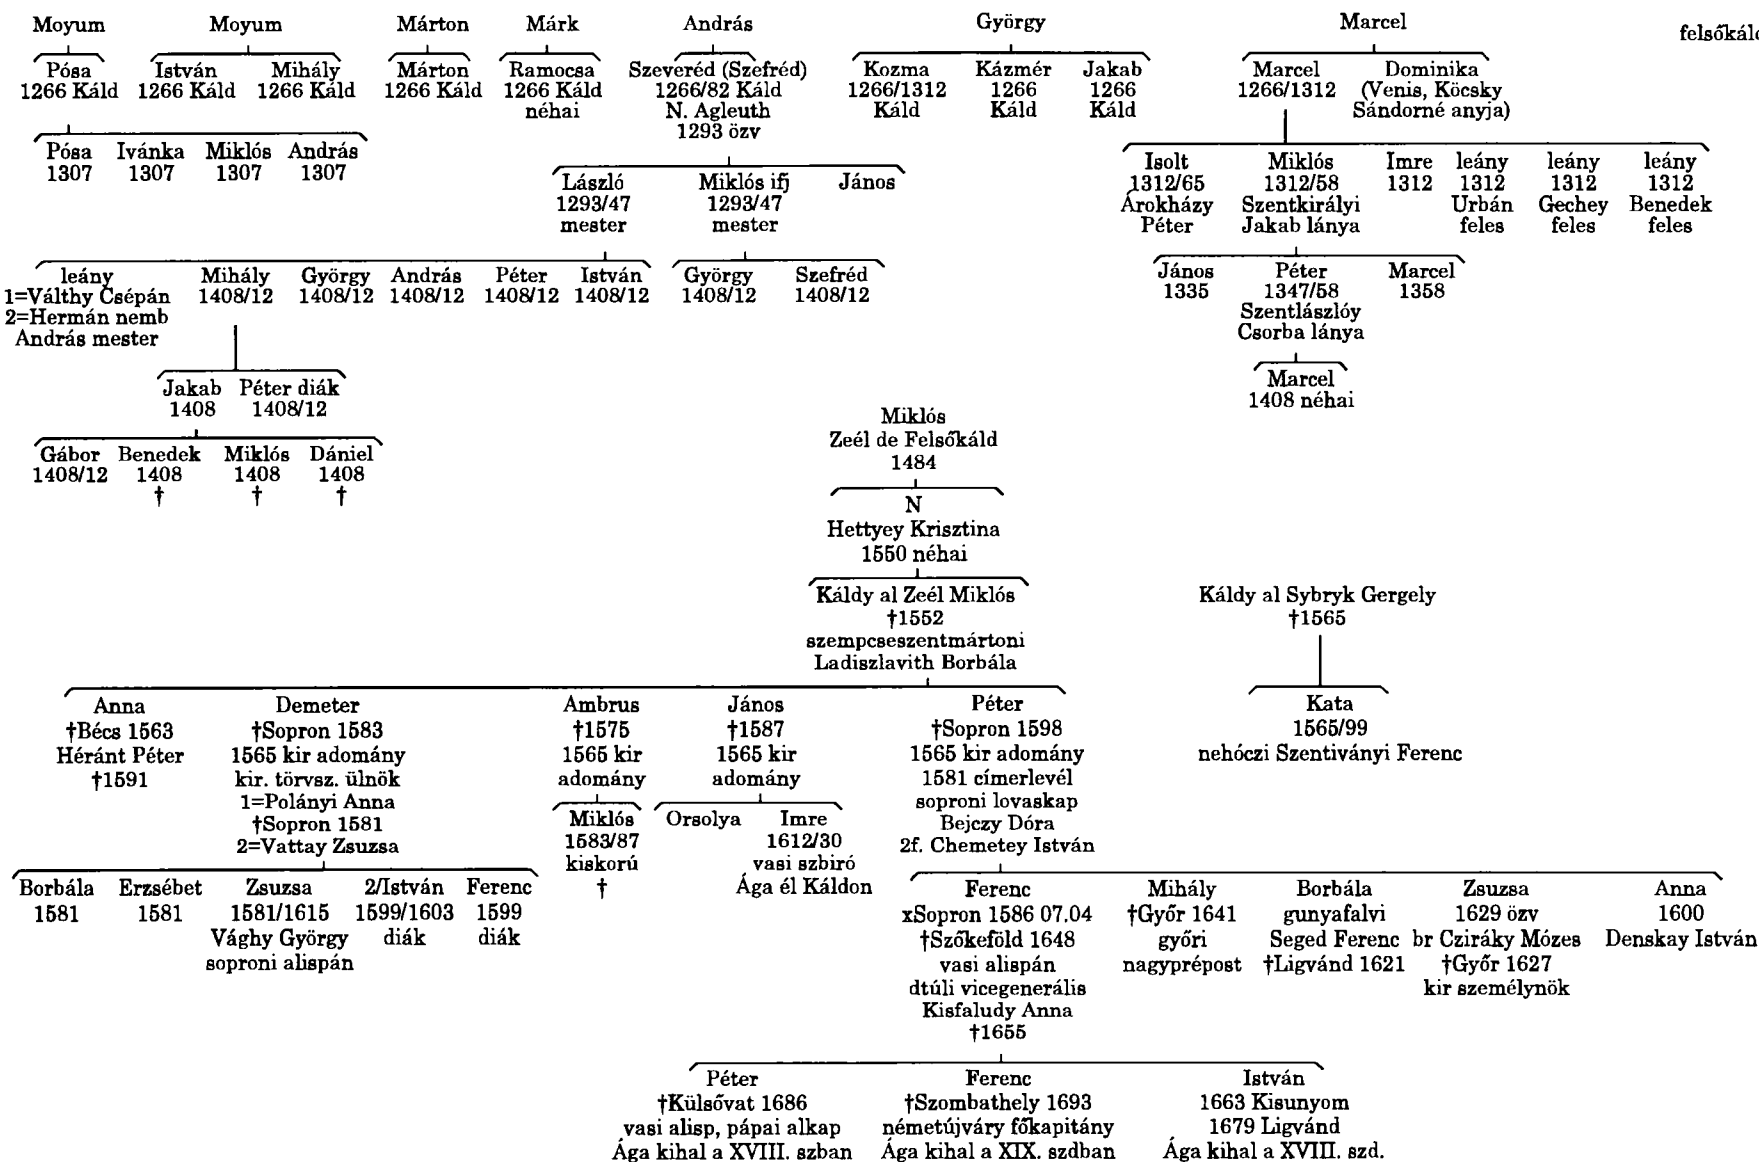 Moyum Moyum Márton Márk András György Marcel
Pósa István Mihály Márton Ramocsa Szeveréd (Szefréd) Kozma Kázmér Jakab Marcel Dominika
1266 Káld 1266 Káld 1266 Káld 1266 Káld 1266 Káld 1266/82 Káld 1266/1312 1266 1266 1266/1312 (Venis, Köcsky
néhai N. Agleuth Káld Káld Káld Sándorné anyja)
1293 özv
Pósa Ivánka Miklós András Isolt Miklós Imre leány leány leány
1307 1307 1307 1307 1312/65 1312/58 1312 1312 1312 1312
Árokházy Szentkirályi Urbán Gechey Benedek
Péter Jakab lánya feles feles feles
László Miklós ifj János
1293/47 1293/47
mester mester
leány Mihály György András Péter István György Szefréd János Péter Marcel
1=Válthy Csépán 1408/12 1408/12 1408/12 1408/12 1408/12 1408/12 1408/12 1335 1347/58 1358
2=Hermán nemb Szentlászlóy
András mester Csorba lánya
Jakab Péter diák Marcel
1408 1408/12 1408 néhai
Gábor Benedek Miklós Dániel
1408/12 1408 1408 1408
† † †
Miklós
Zeél de Felsőkáld
1484
N
Hettyey Krisztina
1550 néhai
Káldy al Zeél Miklós Káldy al Sybryk Gergely
†1552 †1565
szempcseszentmártoni
Ladiszlavith Borbála
Anna Demeter Ambrus János Péter Kata
†Bécs 1563 †Sopron 1583 †1575 †1587 †Sopron 1598 1565/99
Héránt Péter 1565 kir adomány 1565 kir 1565 kir 1565 kir adomány nehóczi Szentiványi Ferenc
†1591 kir. törvsz. ülnök adomány adomány 1581 címerlevél
1=Polányi Anna soproni lovaskap
†Sopron 1581 Bejczy Dóra
2=Vattay Zsuzsa 2f. Chemetey István
Miklós Orsolya Imre
1583/87 1612/30
kiskorú vasi szbiró
† Ága él Káldon
Borbála Erzsébet Zsuzsa 2/István Ferenc Ferenc Mihály Borbála Zsuzsa Anna
1581 1581 1581/1615 1599/1603 1599 xSopron 1586 07.04 †Győr 1641 gunyafalvi 1629 özv 1600
Vághy György diák diák †Szőkeföld 1648 győri Seged Ferenc br Cziráky Mózes Denskay István
soproni alispán vasi alispán nagyprépost †Ligvánd 1621 †Győr 1627
dtúli vicegenerális kir személynök
Kisfaludy Anna
†1655
Péter Ferenc István
†Külsővat 1686 †Szombathely 1693 1663 Kisunyom
vasi alisp, pápai alkap németújváry főkapitány 1679 Ligvánd
Ága kihal a XVIII. szban Ága kihal a XIX. szdban Ága kihal a XVIII. szd.